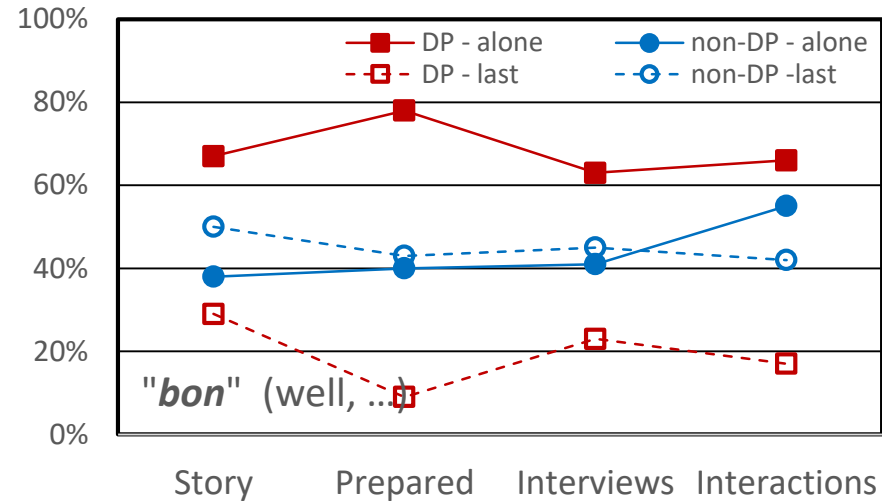 100%
DP - alone non-DP - alone
DP - last non-DP -last
80%
60%
40%
20%
"bon" (well, ...)
0%
Story Prepared Interviews Interactions